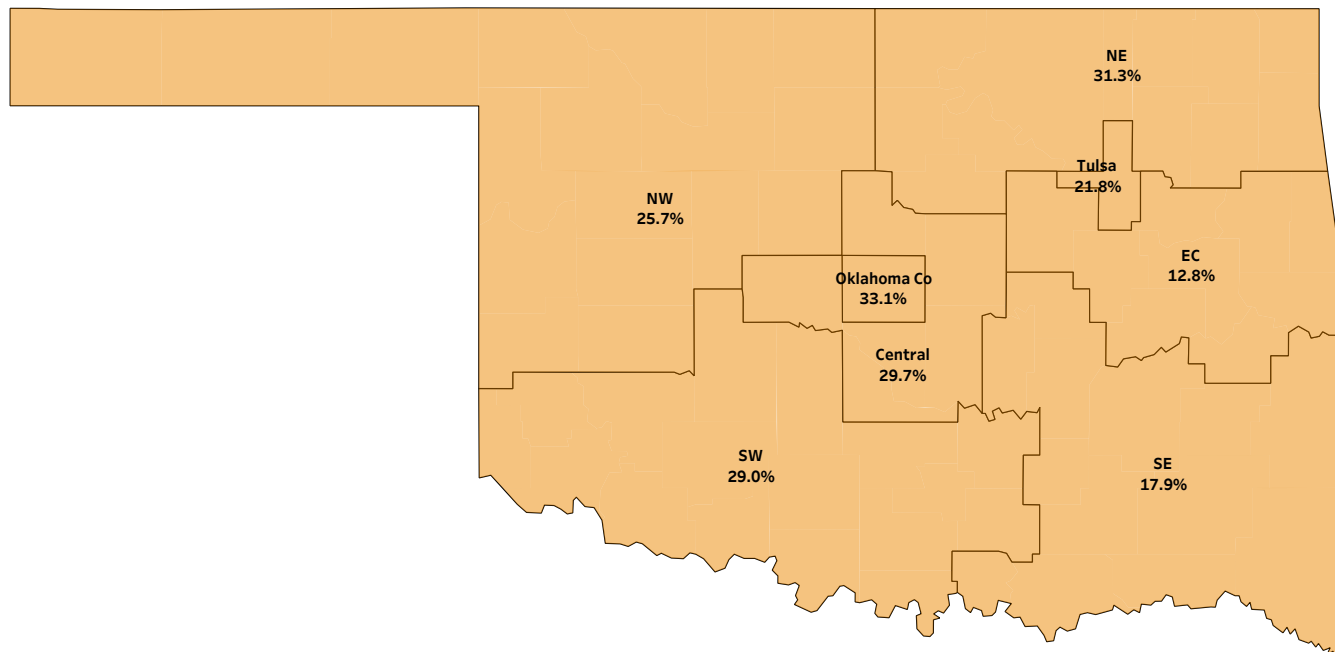 NE
31.3%
Tulsa
21.8%
NW
25.7%
EC
12.8%
Oklahoma Co
33.1%
Central
29.7%
SW
29.0%
SE
17.9%